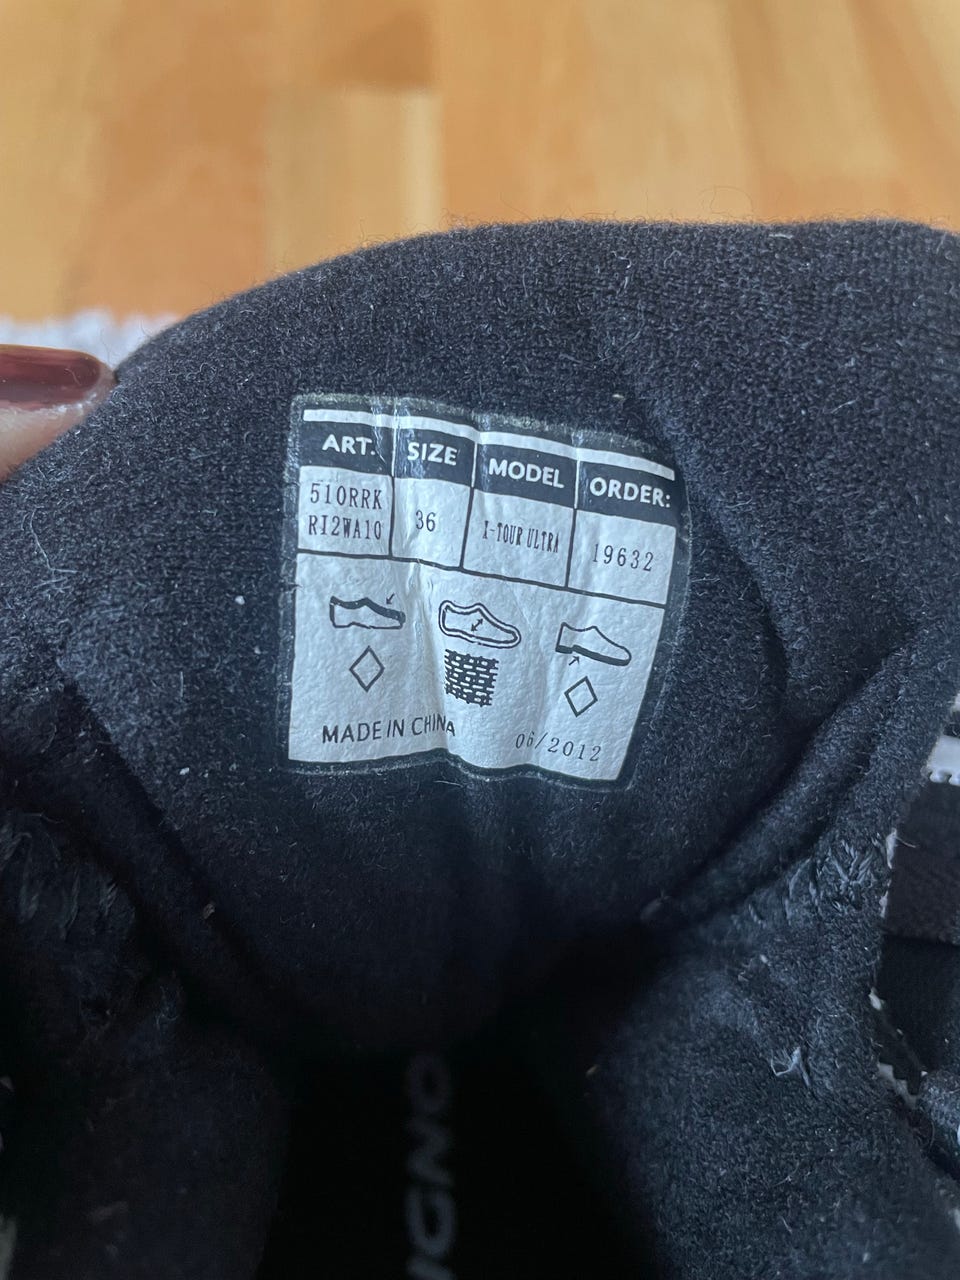 ART. SIZE MODEL ORDER:
510RRK
RI2WA10
36 X-TOUR ULTRA 19632
MADE IN CHINA 06/2012